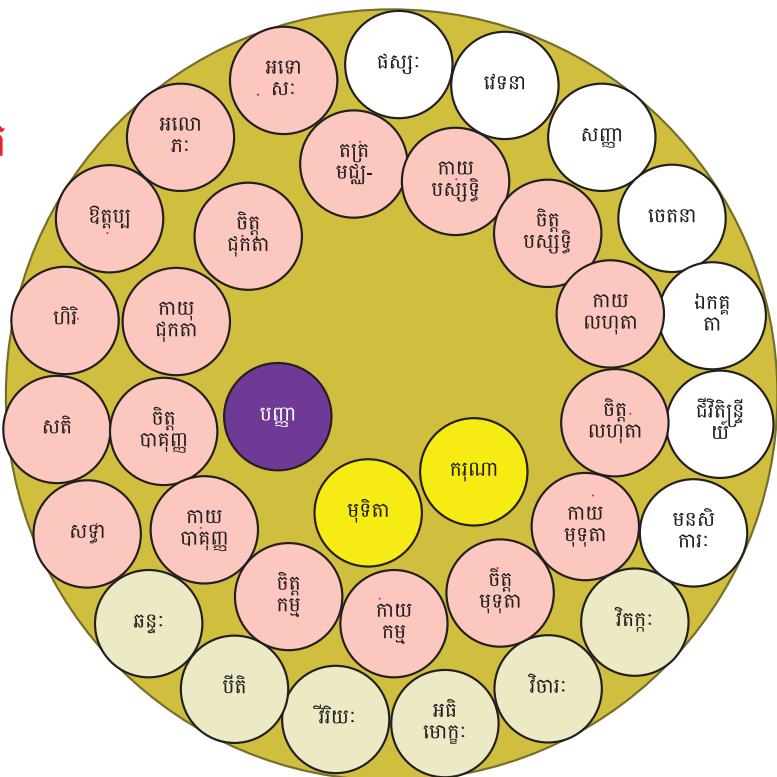 ផស្សៈ
វេទនា
សញ្ញា
ចេតនា
ឯកគ្គ
តា
ជីវិតិន្ទ្រី
យ៍
មនសិ
ការៈ
វិតក្កៈ
វិចារៈ
អធិ
មោក្ខៈ
វីរិយៈ
បីតិ
ឆន្ទៈ
សទ្ធា
សតិ
ហិរិ
ឱត្តប្ប
អលោ
ភៈ
អទោ
សៈ
តត្រ
មជ្ឈ-
កាយ
បស្សទ្ធិ
ចិត្ត
បស្សទ្ធិ
កាយ
លហុតា
ចិត្ត
លហុតា
កាយ
មុទុតា
ចិត្ត
មុទុតា
កាយ
កម្ម
ចិត្ត
កម្ម
កាយ
បាគុញ្ញ
ចិត្ត
បាគុញ្ញ
កាយុ
ជុកតា
ចិត្តុ
ជុកតា
បញ្ញា
មុទិតា
ករុណា